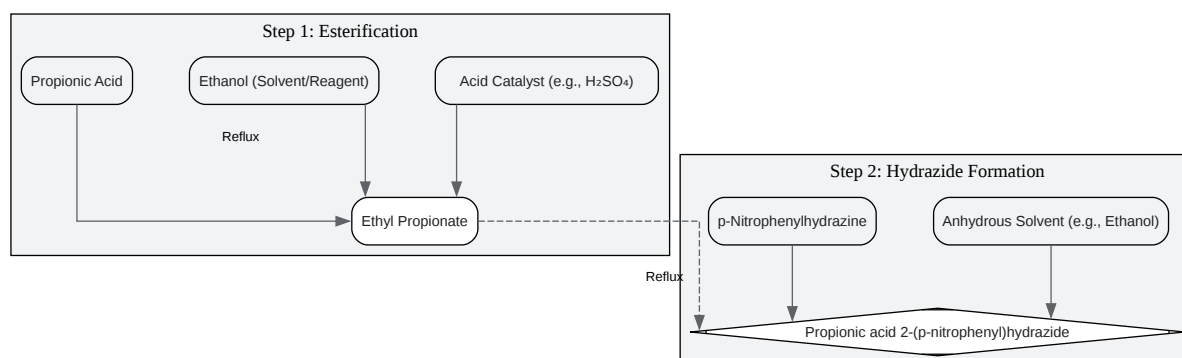 Step 1: Esterification
Propionic Acid
Ethanol (Solvent/Reagent)
Acid Catalyst (e.g., H₂SO₄)
Reflux
Ethyl Propionate
Step 2: Hydrazide Formation
p-Nitrophenylhydrazine
Anhydrous Solvent (e.g., Ethanol)
Reflux
Propionic acid 2-(p-nitrophenyl)hydrazide